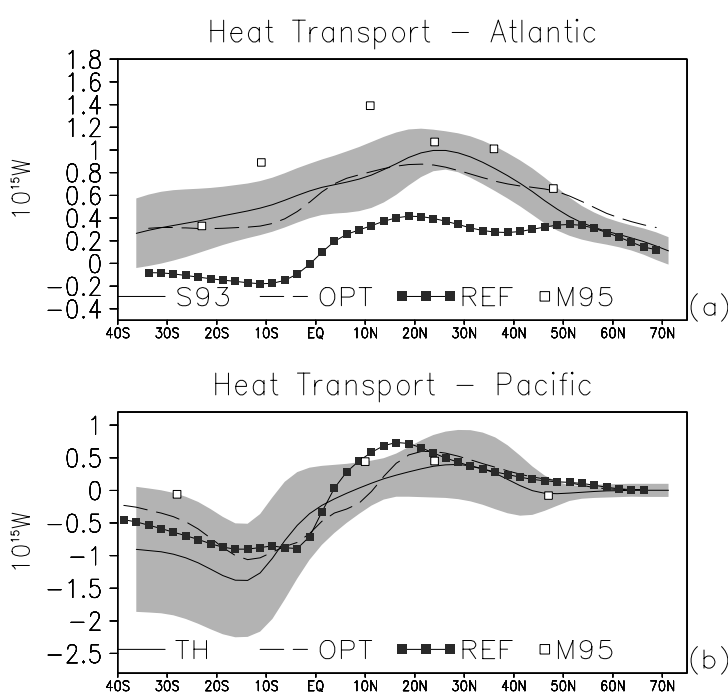 Heat Transport – Atlantic
1.8
1.6
1.4
1.2
1
0.8
0.6
0.4
0.2
0
−0.2
−0.4
10¹⁵W
S93 OPT REF M95
(a)
40S 30S 20S 10S EQ 10N 20N 30N 40N 50N 60N 70N
Heat Transport – Pacific
1
0.5
0
−0.5
−1
−1.5
−2
−2.5
10¹⁵W
TH OPT REF M95
(b)
40S 30S 20S 10S EQ 10N 20N 30N 40N 50N 60N 70N